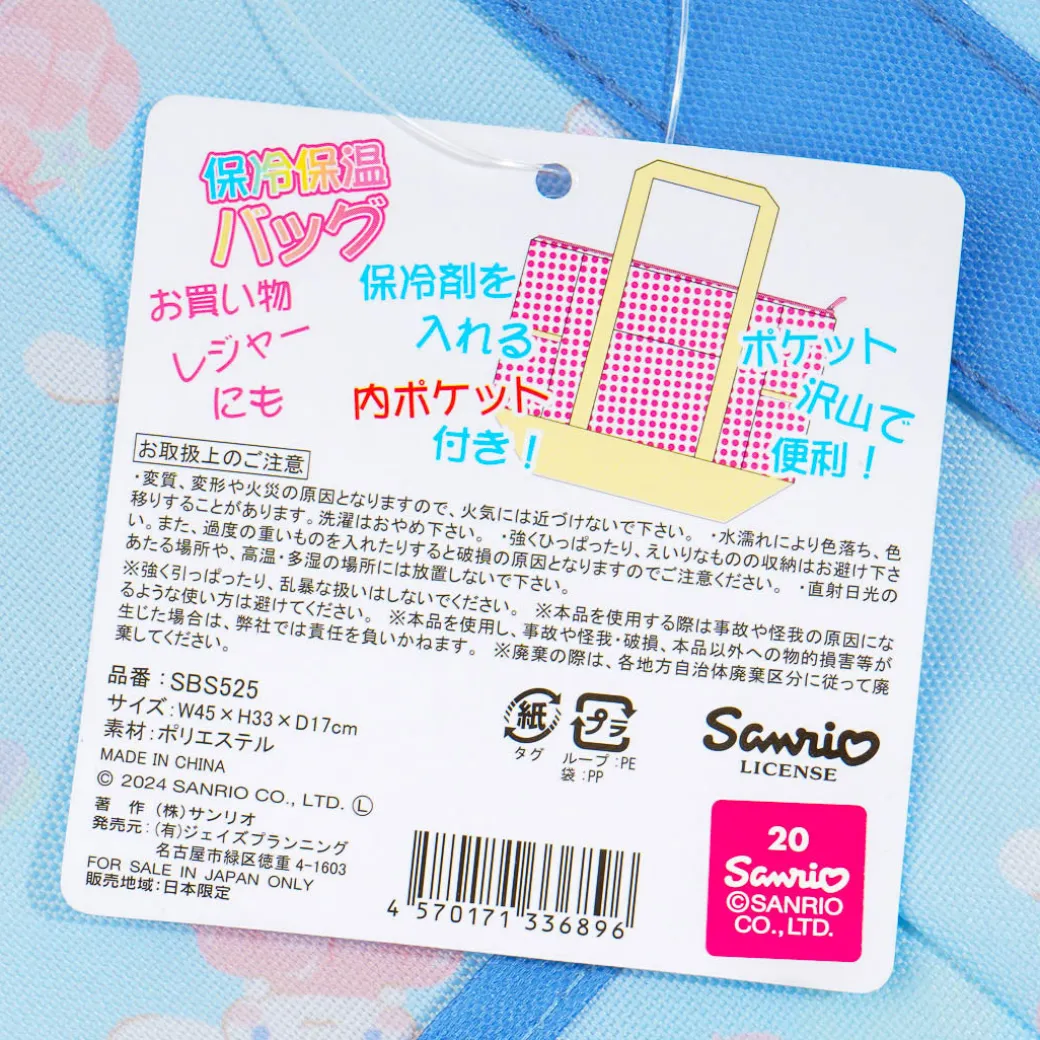 保冷保温
バッグ
お買い物
レジャー
にも
保冷剤を
入れる
内ポケット
付き!
ポケット
沢山で
便利!
お取扱上のご注意
・変質、変形や火災の原因となりますので、火気には近づけないで下さい。 ・水濡れにより色落ち、色
移りすることがあります。洗濯はおやめ下さい。 ・強くひっぱったり、えいりなものの収納はお避け下さ
い。また、過度の重いものを入れたりすると破損の原因となりますのでご注意ください。 ・直射日光の
あたる場所や、高温・多湿の場所には放置しないで下さい。
※強く引っぱったり、乱暴な扱いはしないでください。 ※本品を使用する際は事故や怪我の原因にな
るような使い方は避けてください。 ※本品を使用し、事故や怪我・破損、本品以外への物的損害等が
生じた場合は、弊社では責任を負いかねます。 ※廃棄の際は、各地方自治体廃棄区分に従って廃
棄してください。
品番:SBS525
サイズ:W45×H33×D17cm
素材:ポリエステル
MADE IN CHINA
© 2024 SANRIO CO., LTD. Ⓛ
著 作 (株)サンリオ
発売元:(有)ジェイズプランニング
名古屋市緑区徳重 4-1603
FOR SALE IN JAPAN ONLY
販売地域:日本限定
紙
タグ
プラ
ループ:PE
袋:PP
Sanrio
LICENSE
4 570171 336896
20
Sanrio
©SANRIO
CO.,LTD.